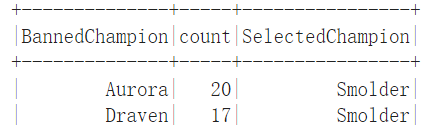 +--------------+-----+----------------+
|BannedChampion|count|SelectedChampion|
+--------------+-----+----------------+
|        Aurora|   20|         Smolder|
|        Draven|   17|         Smolder|